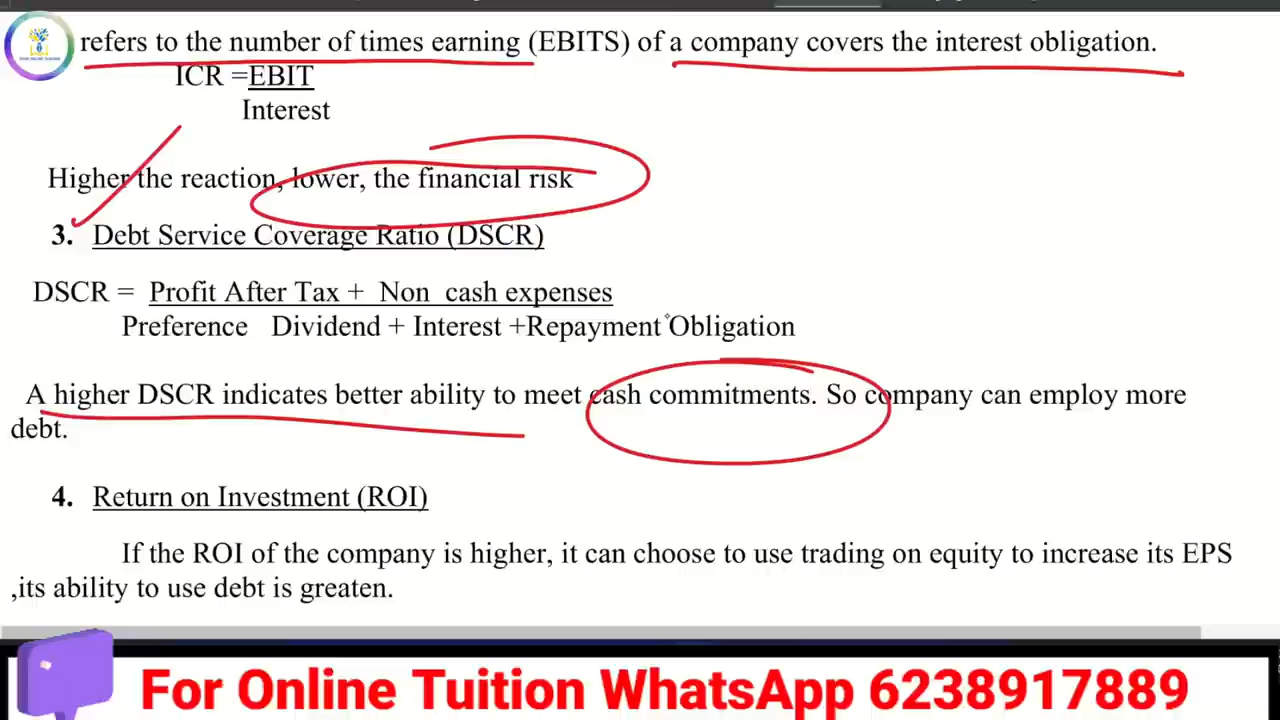 refers to the number of times earning (EBITS) of a company covers the interest obligation.
ICR =EBIT
Interest
Higher the reaction, lower, the financial risk
3. Debt Service Coverage Ratio (DSCR)
DSCR = Profit After Tax + Non cash expenses
Preference Dividend + Interest +Repayment Obligation
A higher DSCR indicates better ability to meet cash commitments. So company can employ more
debt.
4. Return on Investment (ROI)
If the ROI of the company is higher, it can choose to use trading on equity to increase its EPS
,its ability to use debt is greaten.
For Online Tuition WhatsApp 6238917889